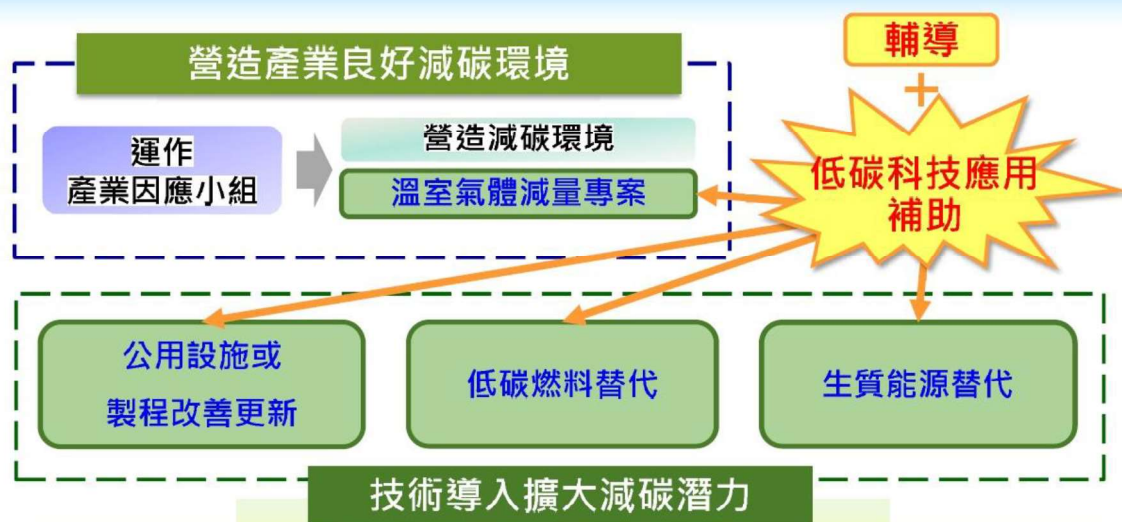 營造產業良好減碳環境
輔導
+
運作
產業因應小組
營造減碳環境
溫室氣體減量專案
低碳科技應用
補助
公用設施或
製程改善更新
低碳燃料替代
生質能源替代
技術導入擴大減碳潛力